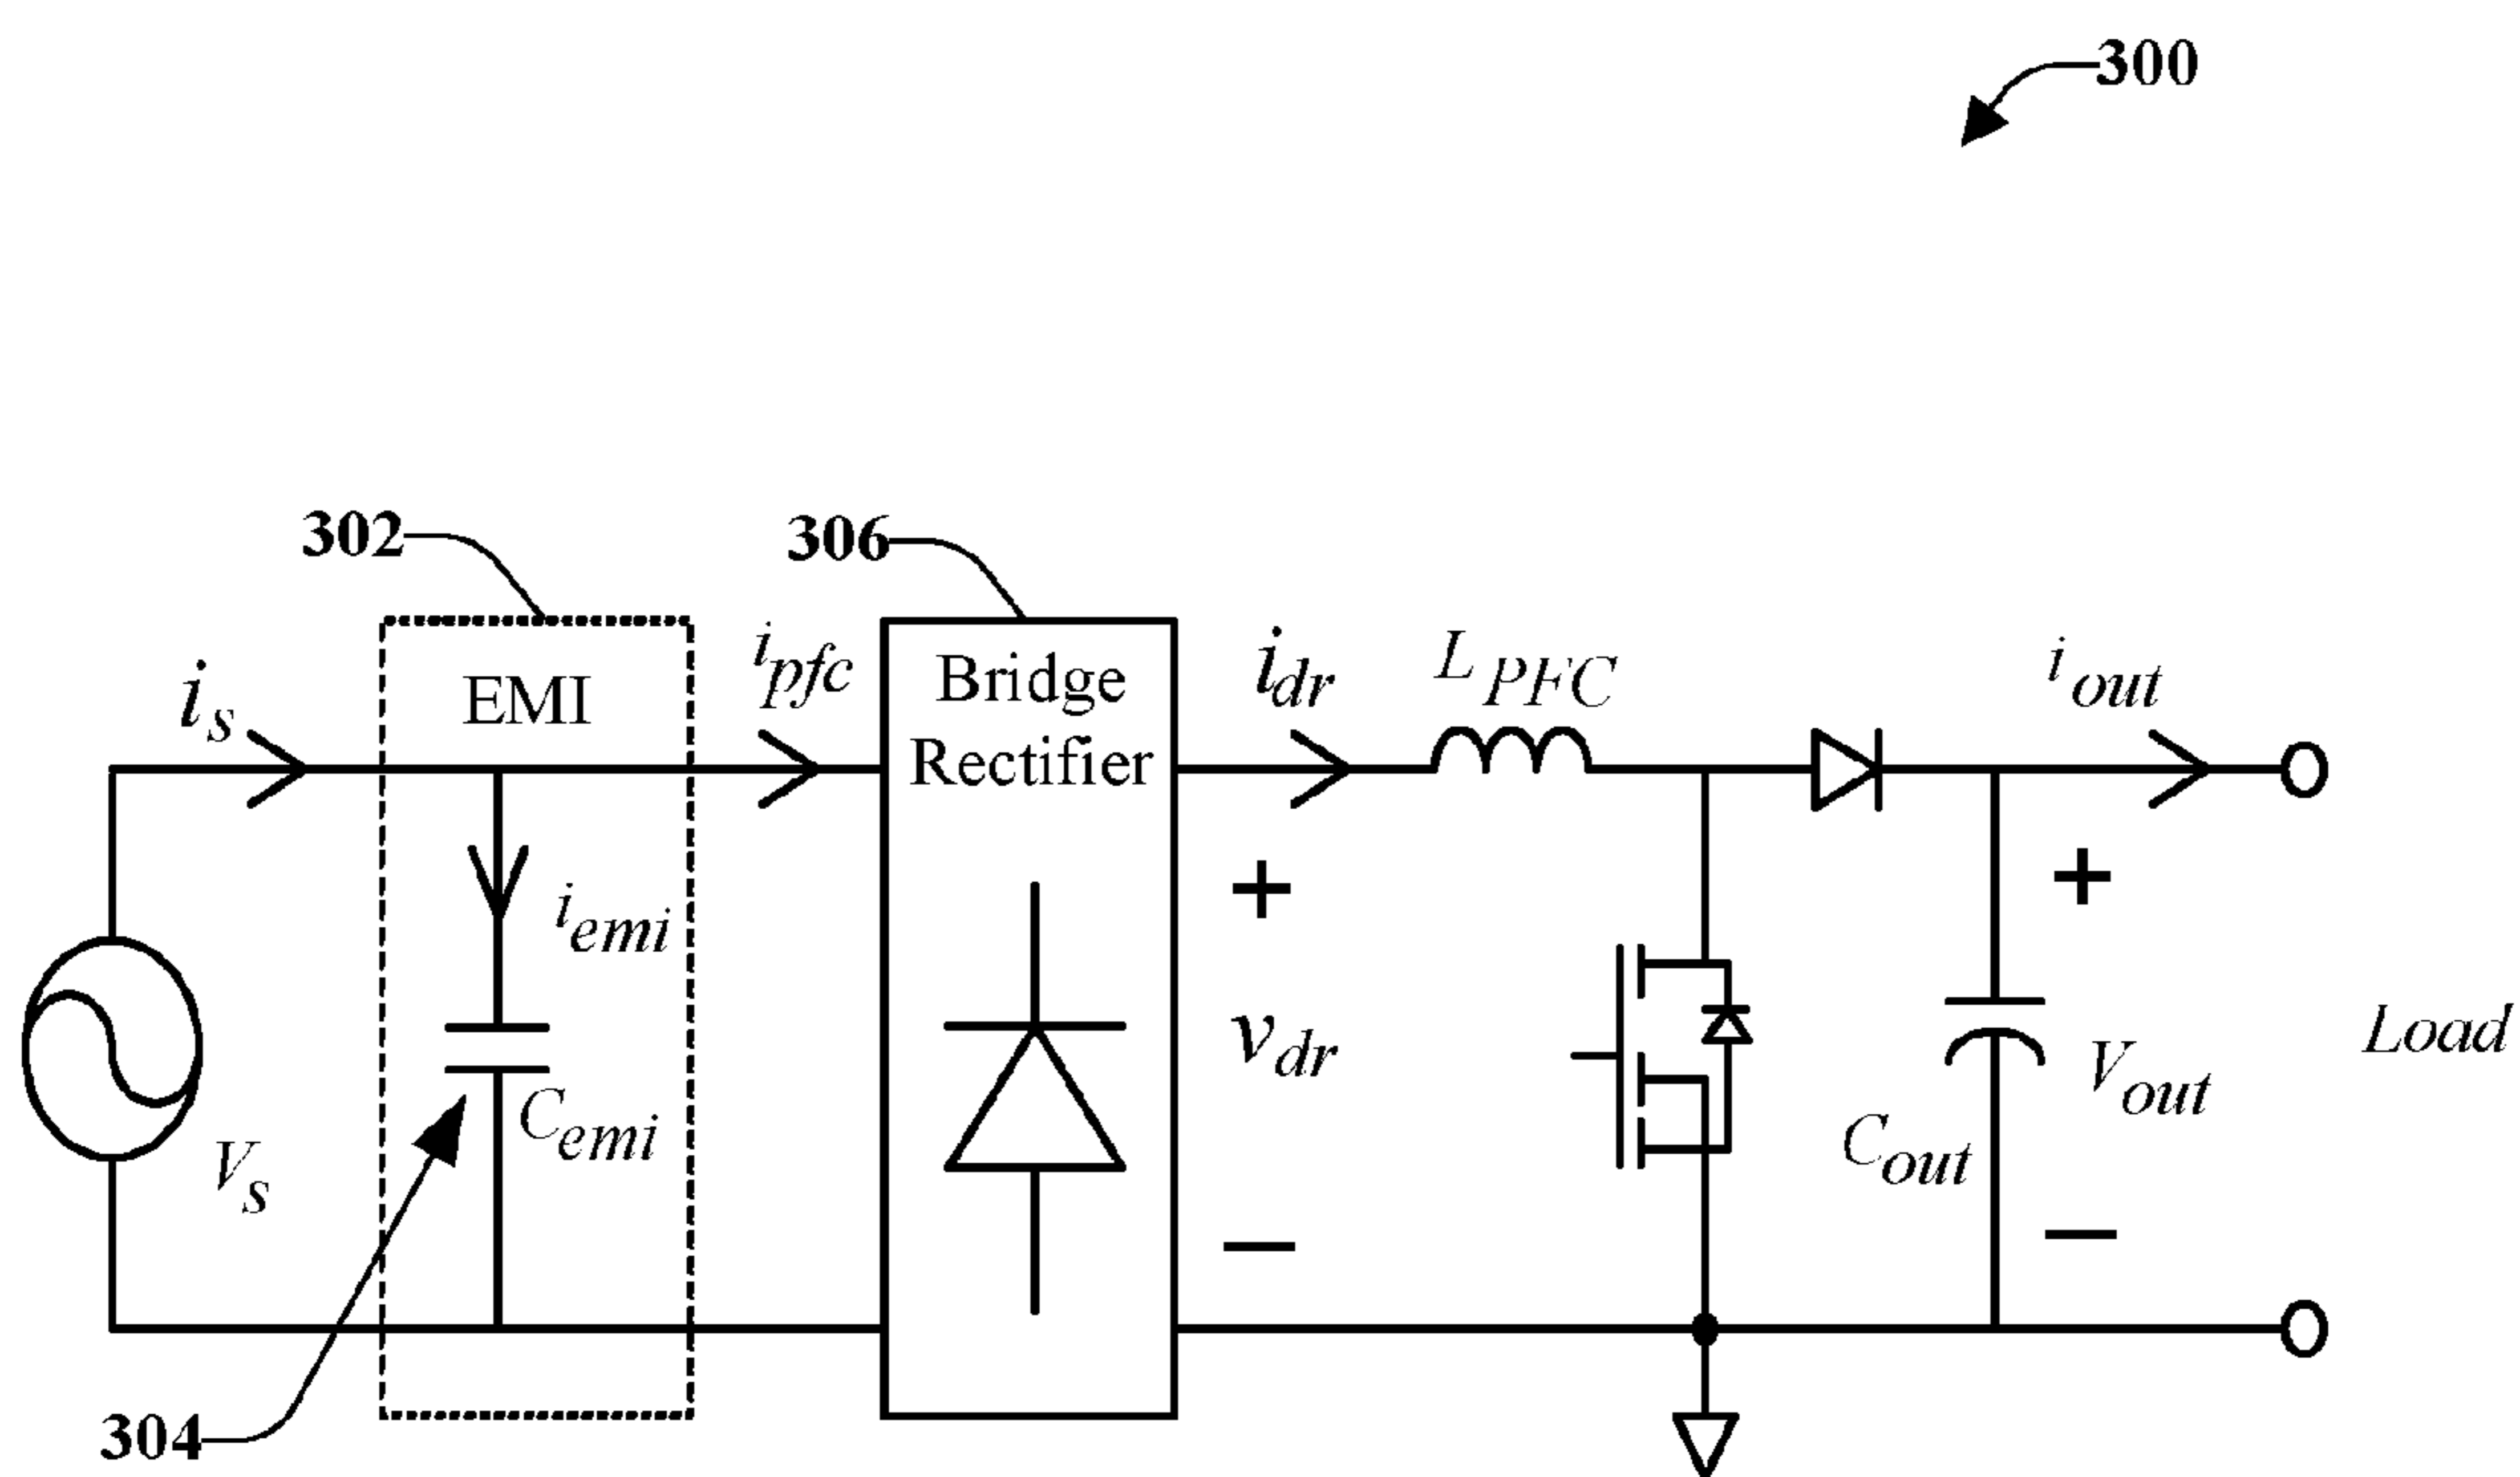 300
302
306
i_s
EMI
i_pfc
Bridge
Rectifier
i_dr
L_PFC
i_out
+
+
i_emi
v_dr
Load
V_out
C_emi
C_out
V_s
−
−
304